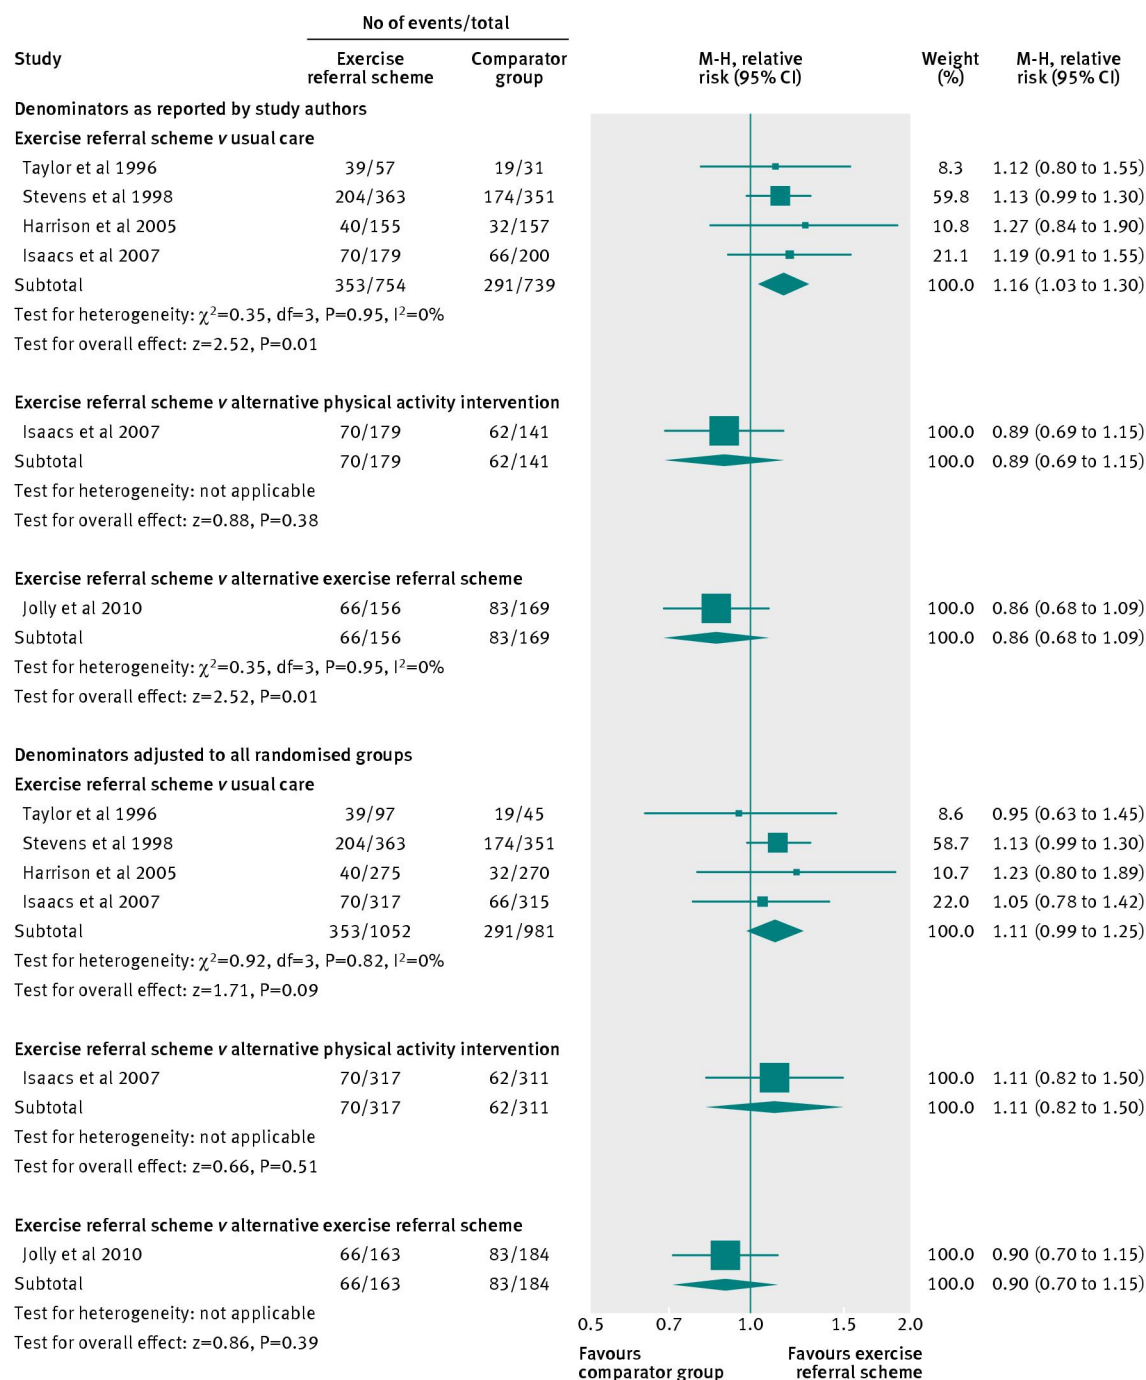 No of events/total
Study Exercise referral scheme Comparator group M-H, relative risk (95% CI) Weight (%) M-H, relative risk (95% CI)
Denominators as reported by study authors
Exercise referral scheme v usual care
Taylor et al 1996 39/57 19/31 8.3 1.12 (0.80 to 1.55)
Stevens et al 1998 204/363 174/351 59.8 1.13 (0.99 to 1.30)
Harrison et al 2005 40/155 32/157 10.8 1.27 (0.84 to 1.90)
Isaacs et al 2007 70/179 66/200 21.1 1.19 (0.91 to 1.55)
Subtotal 353/754 291/739 100.0 1.16 (1.03 to 1.30)
Test for heterogeneity: χ²=0.35, df=3, P=0.95, I²=0%
Test for overall effect: z=2.52, P=0.01
Exercise referral scheme v alternative physical activity intervention
Isaacs et al 2007 70/179 62/141 100.0 0.89 (0.69 to 1.15)
Subtotal 70/179 62/141 100.0 0.89 (0.69 to 1.15)
Test for heterogeneity: not applicable
Test for overall effect: z=0.88, P=0.38
Exercise referral scheme v alternative exercise referral scheme
Jolly et al 2010 66/156 83/169 100.0 0.86 (0.68 to 1.09)
Subtotal 66/156 83/169 100.0 0.86 (0.68 to 1.09)
Test for heterogeneity: χ²=0.35, df=3, P=0.95, I²=0%
Test for overall effect: z=2.52, P=0.01
Denominators adjusted to all randomised groups
Exercise referral scheme v usual care
Taylor et al 1996 39/97 19/45 8.6 0.95 (0.63 to 1.45)
Stevens et al 1998 204/363 174/351 58.7 1.13 (0.99 to 1.30)
Harrison et al 2005 40/275 32/270 10.7 1.23 (0.80 to 1.89)
Isaacs et al 2007 70/317 66/315 22.0 1.05 (0.78 to 1.42)
Subtotal 353/1052 291/981 100.0 1.11 (0.99 to 1.25)
Test for heterogeneity: χ²=0.92, df=3, P=0.82, I²=0%
Test for overall effect: z=1.71, P=0.09
Exercise referral scheme v alternative physical activity intervention
Isaacs et al 2007 70/317 62/311 100.0 1.11 (0.82 to 1.50)
Subtotal 70/317 62/311 100.0 1.11 (0.82 to 1.50)
Test for heterogeneity: not applicable
Test for overall effect: z=0.66, P=0.51
Exercise referral scheme v alternative exercise referral scheme
Jolly et al 2010 66/163 83/184 100.0 0.90 (0.70 to 1.15)
Subtotal 66/163 83/184 100.0 0.90 (0.70 to 1.15)
Test for heterogeneity: not applicable
Test for overall effect: z=0.86, P=0.39
0.5 0.7 1.0 1.5 2.0
Favours comparator group
Favours exercise referral scheme